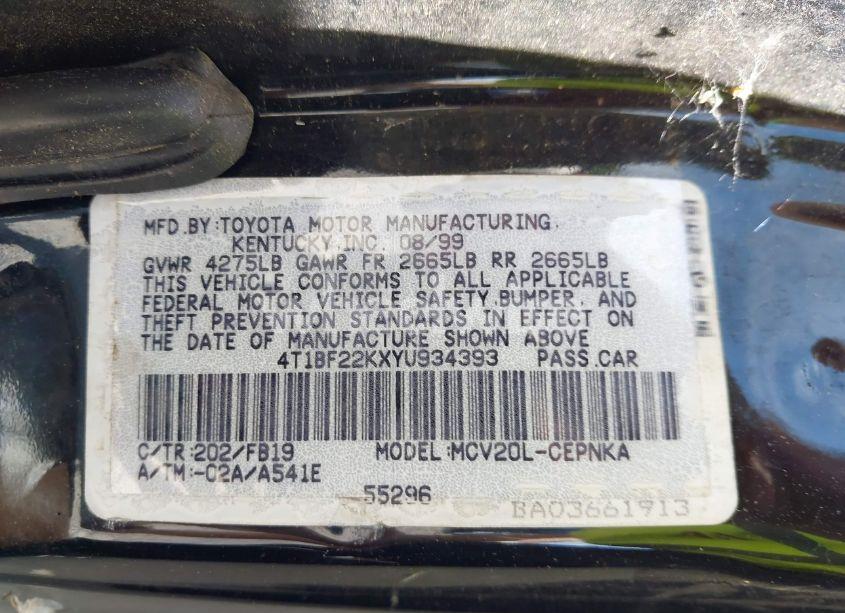 MFD.BY:TOYOTA MOTOR MANUFACTURING,
KENTUCKY,INC. 08/99
GVWR 4275LB GAWR FR 2665LB RR 2665LB
THIS VEHICLE CONFORMS TO ALL APPLICABLE
FEDERAL MOTOR VEHICLE SAFETY,BUMPER, AND
THEFT PREVENTION STANDARDS IN EFFECT ON
THE DATE OF MANUFACTURE SHOWN ABOVE
4T1BF22KXYU934393 PASS.CAR
C/TR:202/FB19 MODEL:MCV20L-CEPNKA
A/TM:-02A/A541E
55296
BA03661913